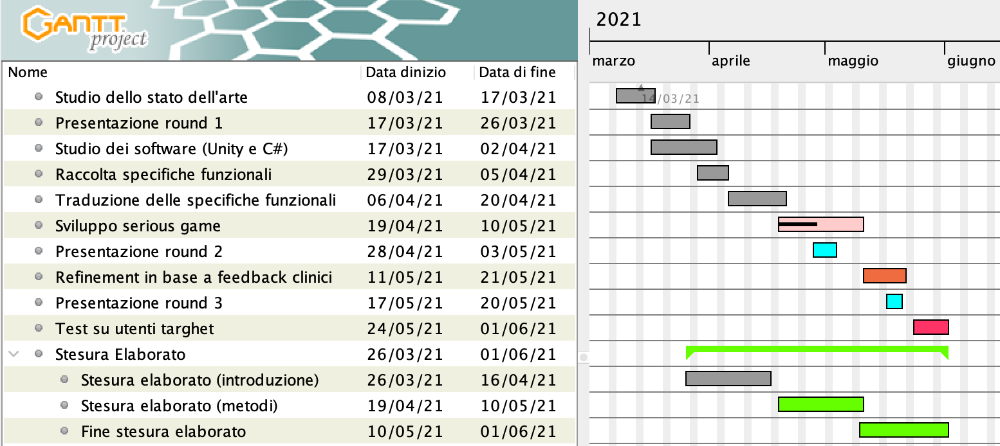 GANTT
project
2021
marzo aprile maggio giugno
Nome Data dinizio Data di fine
Studio dello stato dell'arte 08/03/21 17/03/21
14/03/21
Presentazione round 1 17/03/21 26/03/21
Studio dei software (Unity e C#) 17/03/21 02/04/21
Raccolta specifiche funzionali 29/03/21 05/04/21
Traduzione delle specifiche funzionali 06/04/21 20/04/21
Sviluppo serious game 19/04/21 10/05/21
Presentazione round 2 28/04/21 03/05/21
Refinement in base a feedback clinici 11/05/21 21/05/21
Presentazione round 3 17/05/21 20/05/21
Test su utenti targhet 24/05/21 01/06/21
Stesura Elaborato 26/03/21 01/06/21
Stesura elaborato (introduzione) 26/03/21 16/04/21
Stesura elaborato (metodi) 19/04/21 10/05/21
Fine stesura elaborato 10/05/21 01/06/21